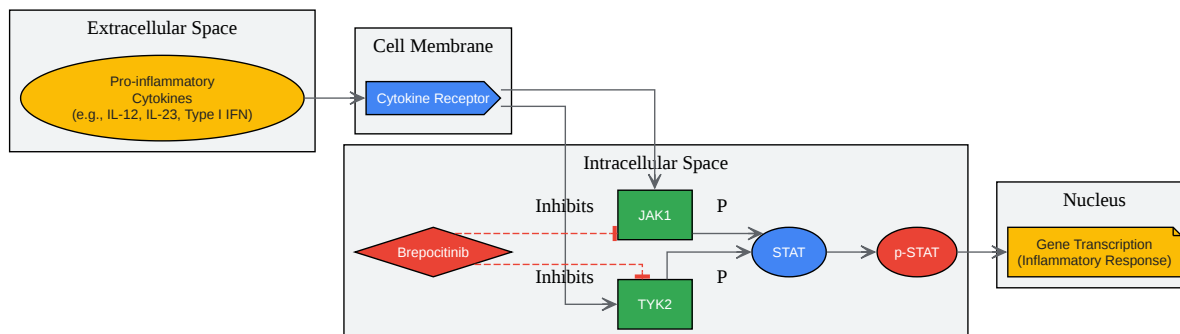 Extracellular Space
Pro-inflammatory
Cytokines
(e.g., IL-12, IL-23, Type I IFN)
Cell Membrane
Cytokine Receptor
Intracellular Space
Inhibits
JAK1
P
Brepocitinib
STAT
p-STAT
Inhibits
TYK2
P
Nucleus
Gene Transcription
(Inflammatory Response)